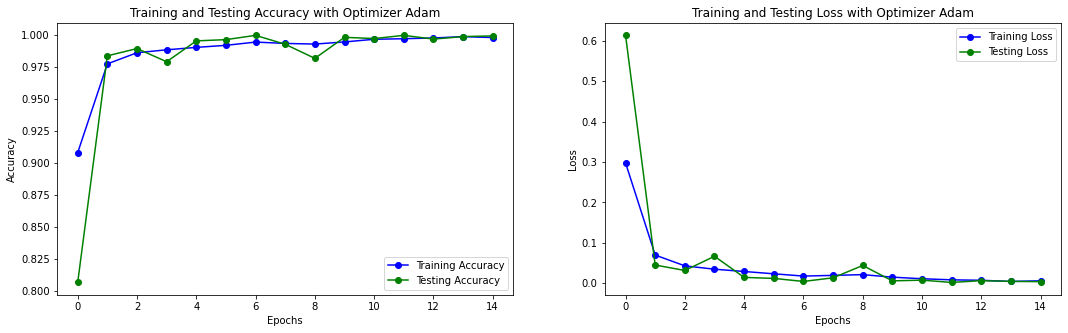 Training and Testing Accuracy with Optimizer Adam
Accuracy
1.000
0.975
0.950
0.925
0.900
0.875
0.850
0.825
0.800
0 2 4 6 8 10 12 14
Epochs
Training Accuracy
Testing Accuracy
Training and Testing Loss with Optimizer Adam
Loss
0.6
0.5
0.4
0.3
0.2
0.1
0.0
0 2 4 6 8 10 12 14
Epochs
Training Loss
Testing Loss